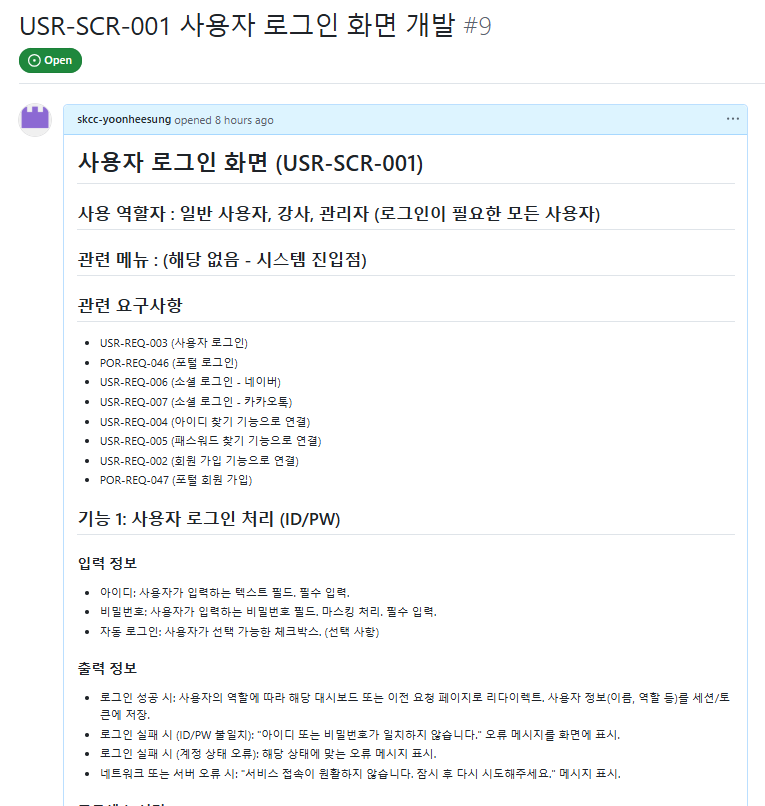 USR-SCR-001 사용자 로그인 화면 개발 #9
Open
skcc-yoonheesung opened 8 hours ago
사용자 로그인 화면 (USR-SCR-001)
사용 역할자 : 일반 사용자, 강사, 관리자 (로그인이 필요한 모든 사용자)
관련 메뉴 : (해당 없음 - 시스템 진입점)
관련 요구사항
USR-REQ-003 (사용자 로그인)
POR-REQ-046 (포털 로그인)
USR-REQ-006 (소셜 로그인 - 네이버)
USR-REQ-007 (소셜 로그인 - 카카오톡)
USR-REQ-004 (아이디 찾기 기능으로 연결)
USR-REQ-005 (패스워드 찾기 기능으로 연결)
USR-REQ-002 (회원 가입 기능으로 연결)
POR-REQ-047 (포털 회원 가입)
기능 1: 사용자 로그인 처리 (ID/PW)
입력 정보
아이디: 사용자가 입력하는 텍스트 필드. 필수 입력.
비밀번호: 사용자가 입력하는 비밀번호 필드. 마스킹 처리. 필수 입력.
자동 로그인: 사용자가 선택 가능한 체크박스. (선택 사항)
출력 정보
로그인 성공 시: 사용자의 역할에 따라 해당 대시보드 또는 이전 요청 페이지로 리다이렉트. 사용자 정보(이름, 역할 등)를 세션/토
큰에 저장.
로그인 실패 시 (ID/PW 불일치): "아이디 또는 비밀번호가 일치하지 않습니다." 오류 메시지를 화면에 표시.
로그인 실패 시 (계정 상태 오류): 해당 상태에 맞는 오류 메시지 표시.
네트워크 또는 서버 오류 시: "서비스 접속이 원활하지 않습니다. 잠시 후 다시 시도해주세요." 메시지 표시.